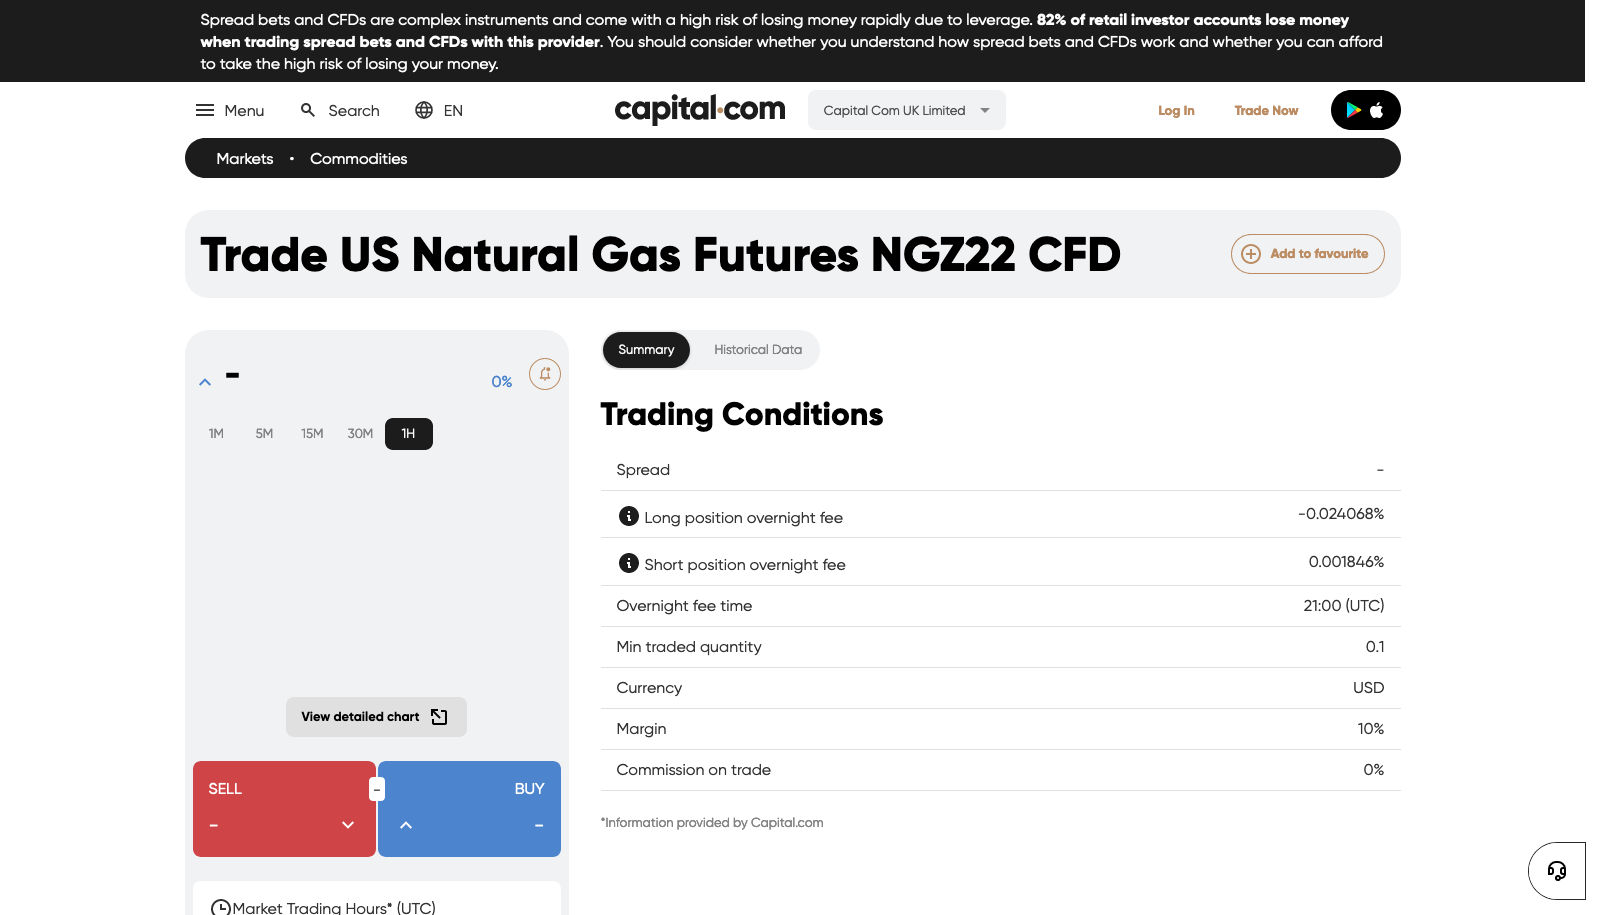 Spread bets and CFDs are complex instruments and come with a high risk of losing money rapidly due to leverage. 82% of retail investor accounts lose money
when trading spread bets and CFDs with this provider. You should consider whether you understand how spread bets and CFDs work and whether you can afford
to take the high risk of losing your money.
Menu Search EN capital.com Capital Com UK Limited Log In Trade Now
Markets • Commodities
Trade US Natural Gas Futures NGZ22 CFD Add to favourite
- 0%
1M 5M 15M 30M 1H
View detailed chart
SELL - BUY
- -
Market Trading Hours* (UTC)
Summary Historical Data
Trading Conditions
Spread -
Long position overnight fee -0.024068%
Short position overnight fee 0.001846%
Overnight fee time 21:00 (UTC)
Min traded quantity 0.1
Currency USD
Margin 10%
Commission on trade 0%
*Information provided by Capital.com